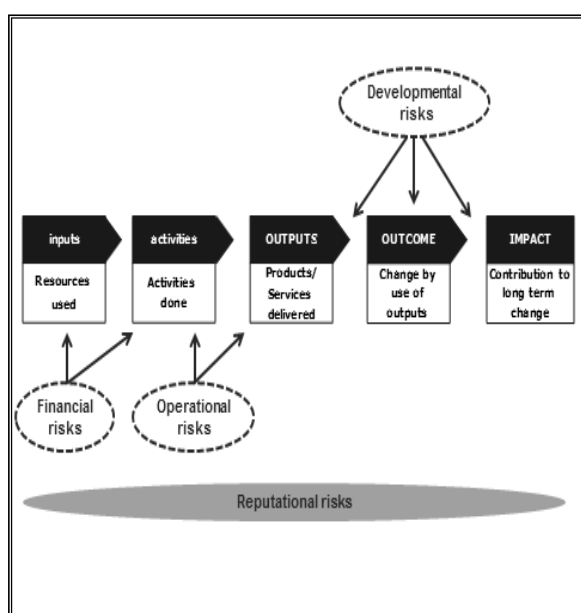 Developmental
risks
inputs
activities
OUTPUTS
OUTCOME
IMPACT
Resources
used
Activities
done
Products/
Services
delivered
Change by
use of
outputs
Contribution to
long term
change
Financial
risks
Operational
risks
Reputational risks